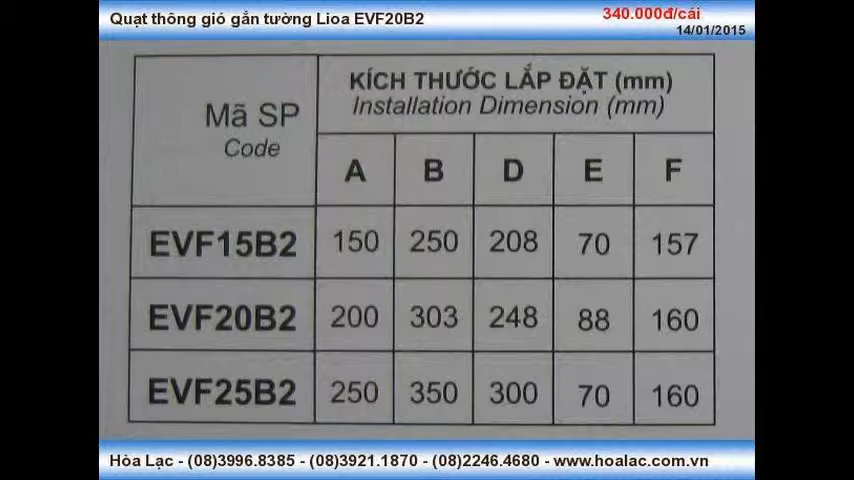 Quạt thông gió gắn tường Lioa EVF20B2
340.000đ/cái
14/01/2015
Mã SP
Code
KÍCH THƯỚC LẮP ĐẶT (mm)
Installation Dimension (mm)
A B D E F
EVF15B2 150 250 208 70 157
EVF20B2 200 303 248 88 160
EVF25B2 250 350 300 70 160
Hòa Lạc - (08)3996.8385 - (08)3921.1870 - (08)2246.4680 - www.hoalac.com.vn